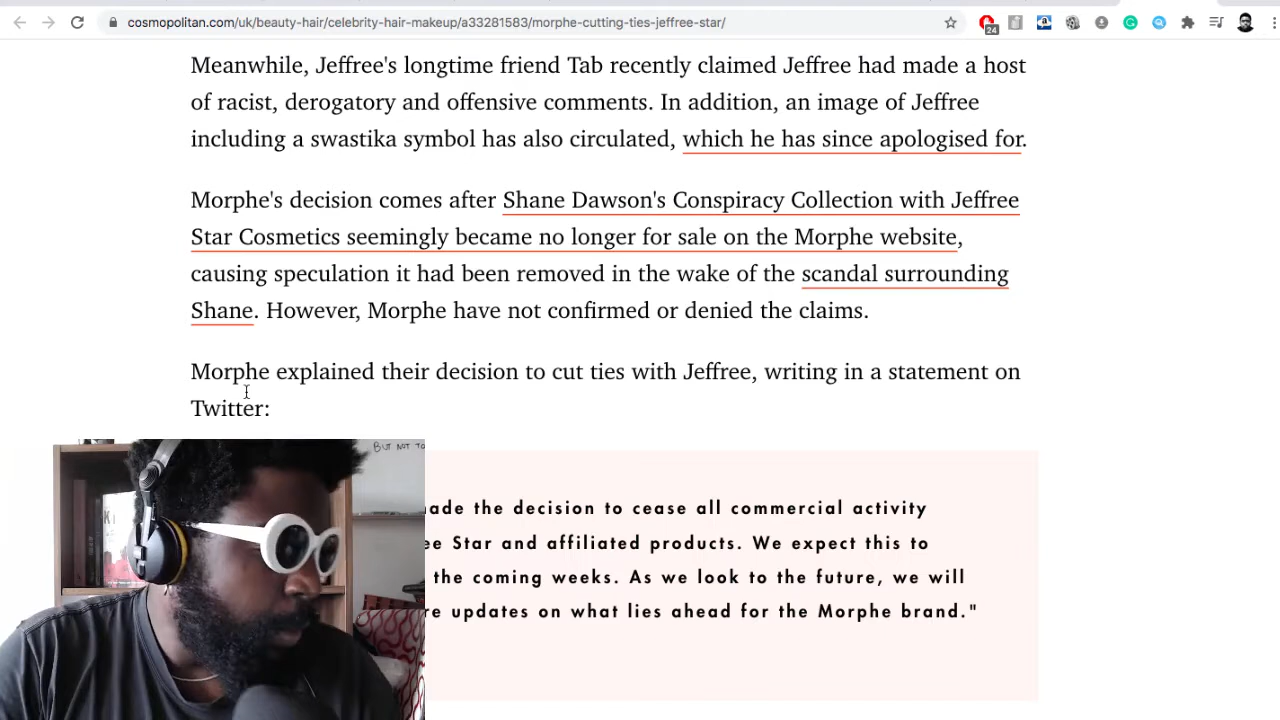 cosmopolitan.com/uk/beauty-hair/celebrity-hair-makeup/a33281583/morphe-cutting-ties-jeffree-star/
24
Meanwhile, Jeffree's longtime friend Tab recently claimed Jeffree had made a host
of racist, derogatory and offensive comments. In addition, an image of Jeffree
including a swastika symbol has also circulated, which he has since apologised for.
Morphe's decision comes after Shane Dawson's Conspiracy Collection with Jeffree
Star Cosmetics seemingly became no longer for sale on the Morphe website,
causing speculation it had been removed in the wake of the scandal surrounding
Shane. However, Morphe have not confirmed or denied the claims.
Morphe explained their decision to cut ties with Jeffree, writing in a statement on
Twitter:
BUT NOT TO
the decision to cease all commercial activity
Star and affiliated products. We expect this to
the coming weeks. As we look to the future, we will
updates on what lies ahead for the Morphe brand."